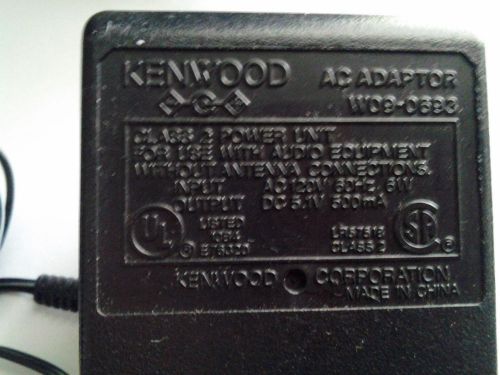 KENWOOD AC ADAPTOR
W09-0693
CLASS 2 POWER UNIT
FOR USE WITH AUDIO EQUIPMENT
WITHOUT ANTENNA CONNECTIONS.
INPUT AC 120V 60Hz 6W
OUTPUT DC 5.1V 500mA
UL LISTED
CLASS 2
KENWOOD CORPORATION
MADE IN CHINA